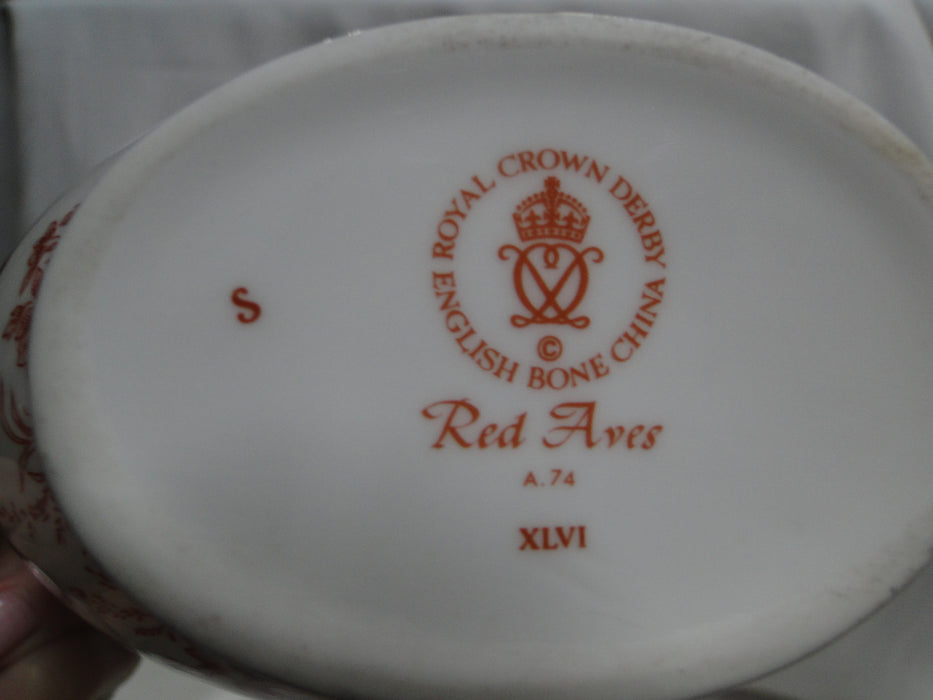 ROYAL CROWN DERBY
ENGLISH BONE CHINA
©
S
Red Aves
A.74
XLVI